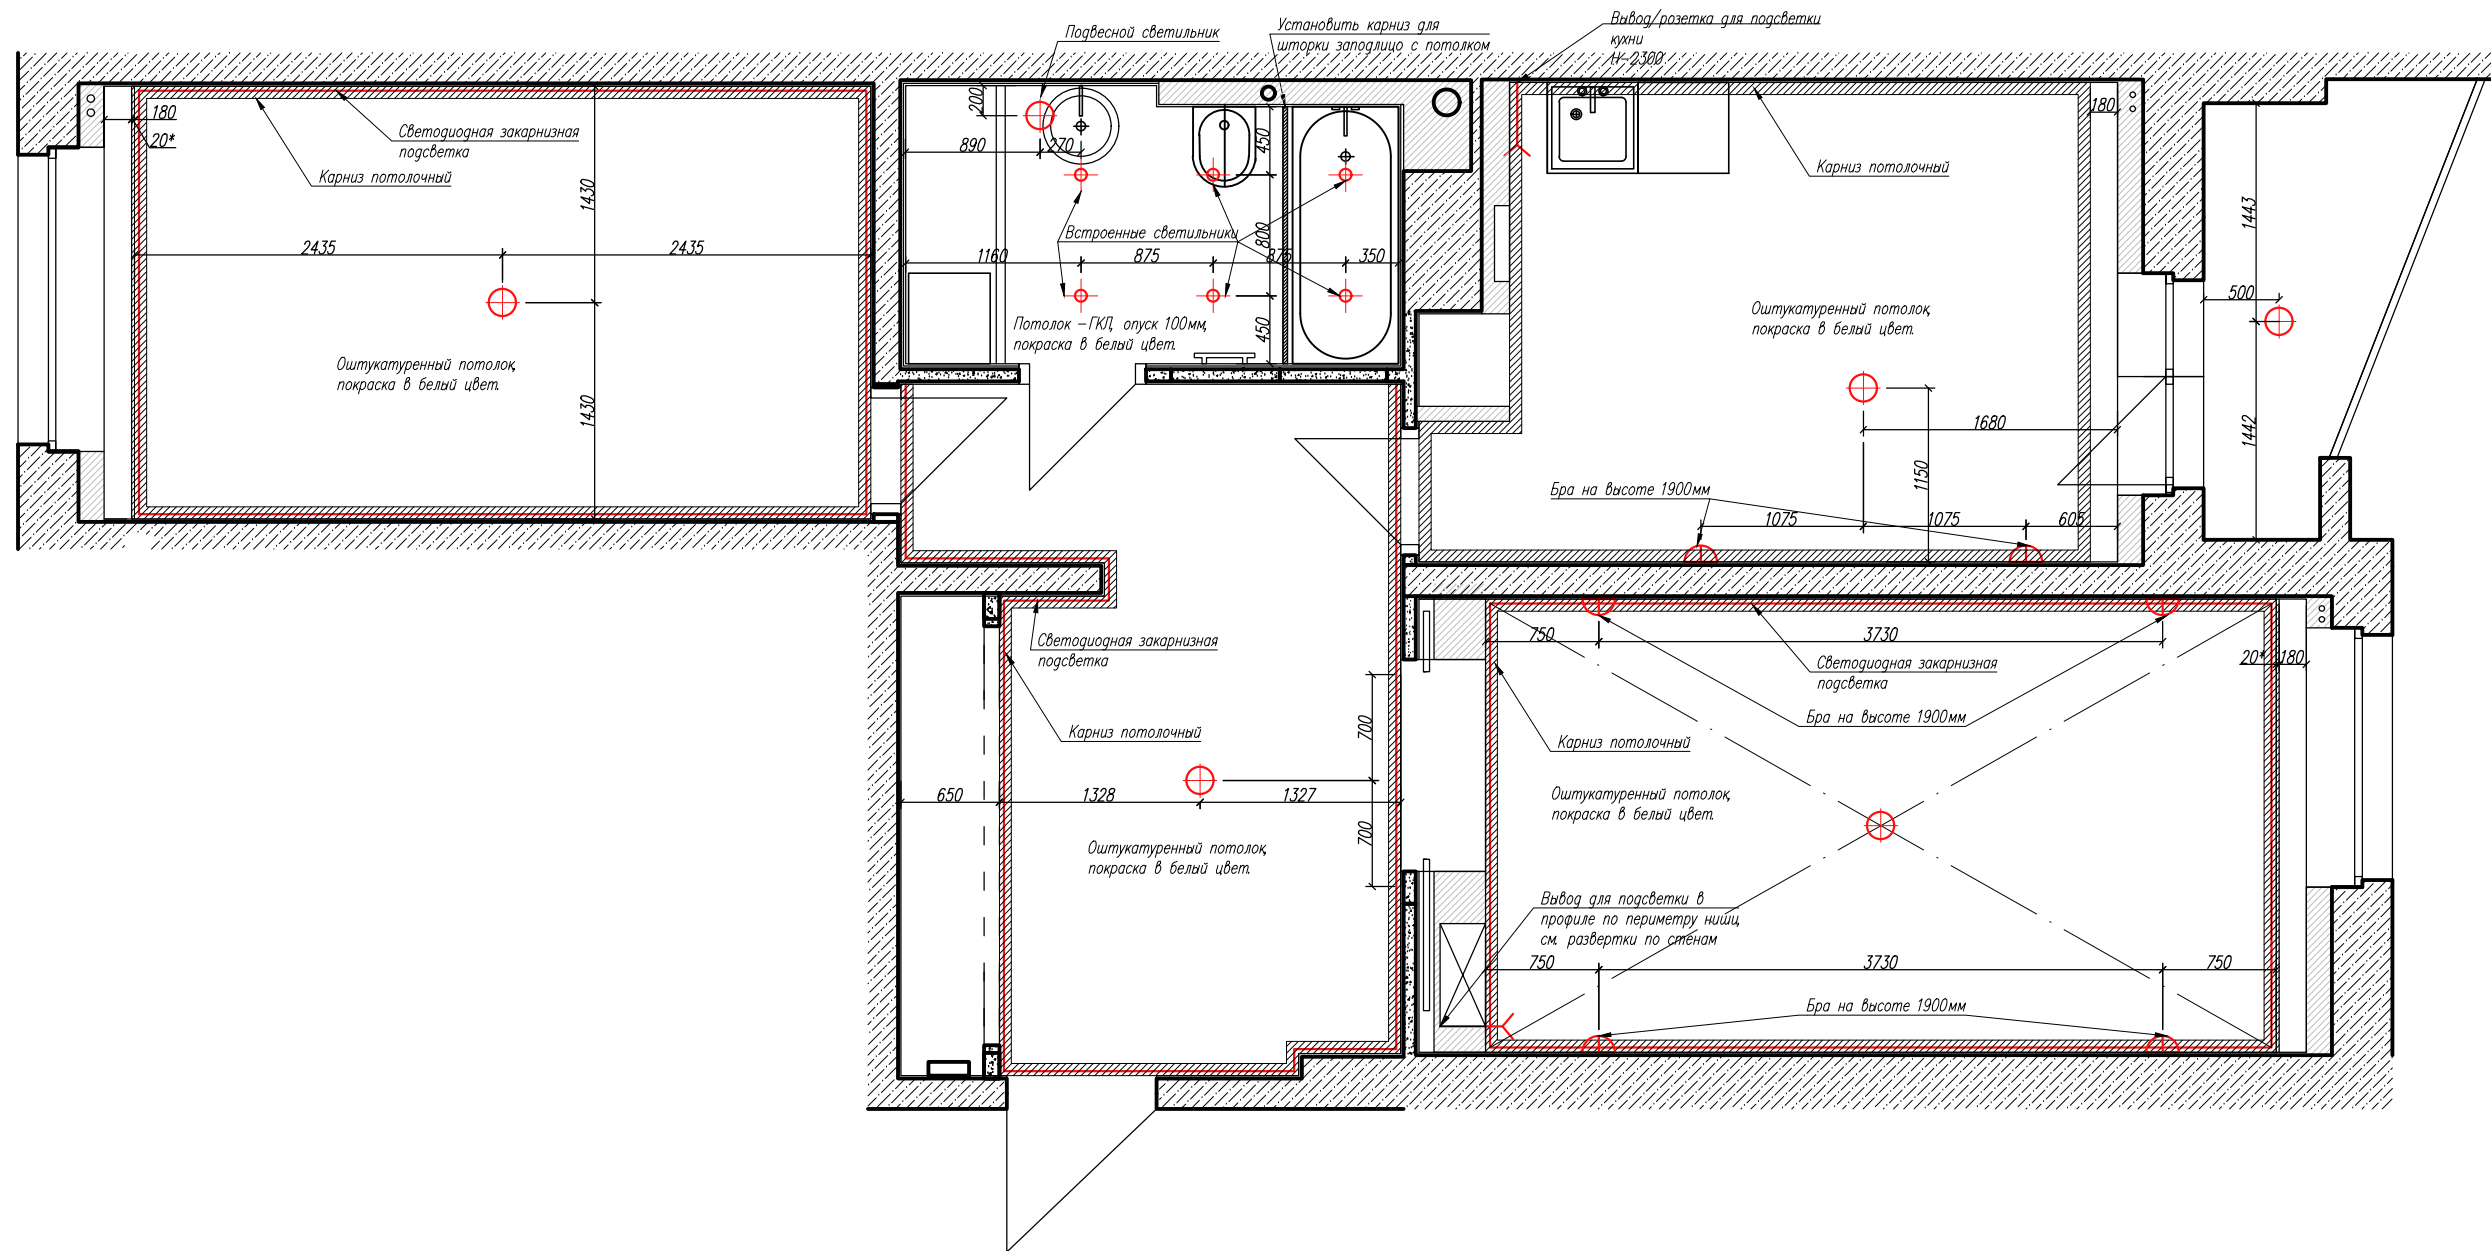 Подвесной светильник
Установить карниз для
шторки заподлицо с потолком
Вывод/розетка для подсветки
кухни
H-2300
180
20*
Светодиодная закарнизная
подсветка
Карниз потолочный
1430
2435
2435
1430
Оштукатуренный потолок,
покраска в белый цвет.
200
890
270
450
Встроенные светильники
800
1160
875
875
350
450
Потолок -ГКЛ, опуск 100мм,
покраска в белый цвет.
180
Карниз потолочный
Оштукатуренный потолок,
покраска в белый цвет.
1680
1150
Бра на высоте 1900мм
1075
1075
605
1443
500
1442
Светодиодная закарнизная
подсветка
Карниз потолочный
700
650
1328
1327
700
Оштукатуренный потолок,
покраска в белый цвет.
750
3730
20*
180
Светодиодная закарнизная
подсветка
Бра на высоте 1900мм
Карниз потолочный
Оштукатуренный потолок,
покраска в белый цвет.
Вывод для подсветки в
профиле по периметру ниши,
см. развертки по стенам
750
3730
750
Бра на высоте 1900мм